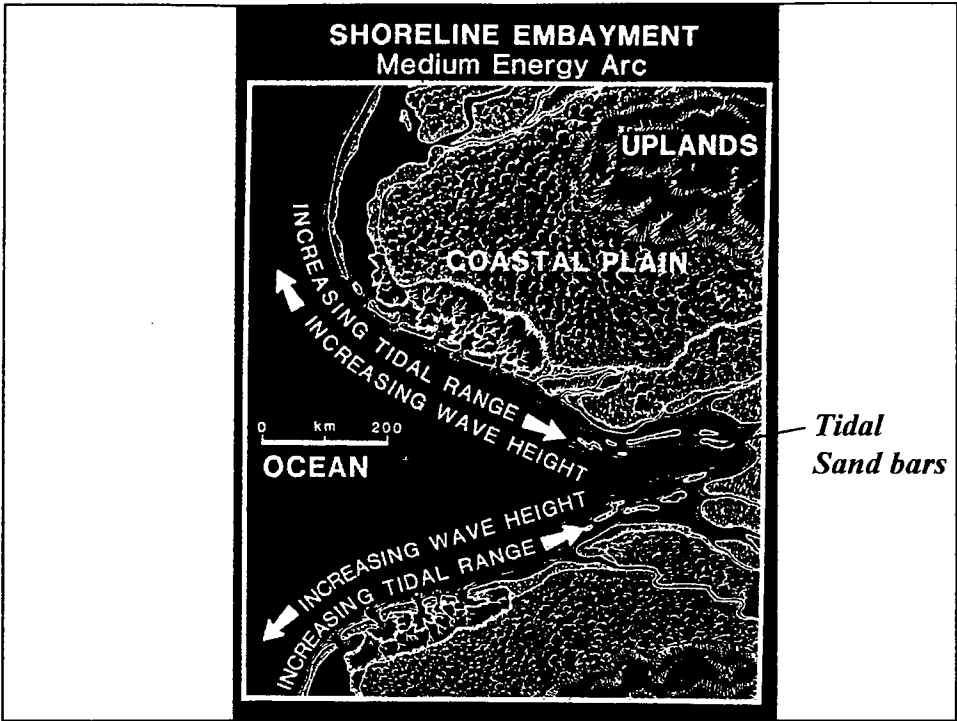 SHORELINE EMBAYMENT
Medium Energy Arc
UPLANDS
COASTAL PLAIN
INCREASING TIDAL RANGE
INCREASING WAVE HEIGHT
0 km 200
OCEAN
Tidal
Sand bars
INCREASING WAVE HEIGHT
INCREASING TIDAL RANGE